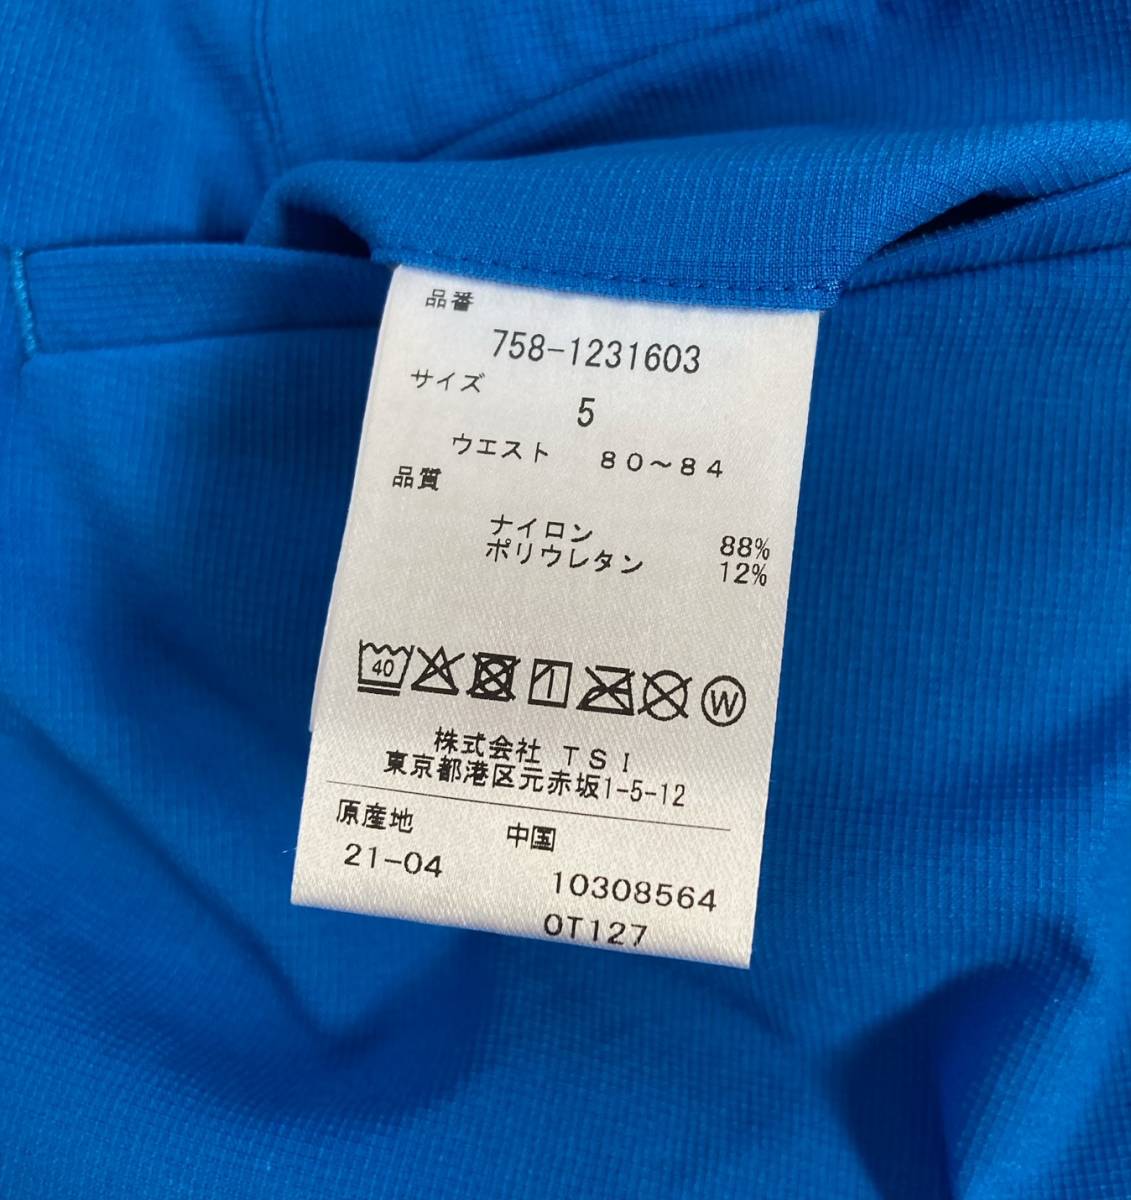 品番
758-1231603
サイズ
5
ウエスト 80～84
品質
ナイロン 88%
ポリウレタン 12%
40 W
株式会社 TSI
東京都港区元赤坂1-5-12
原産地 中国
21-04 10308564
OT127